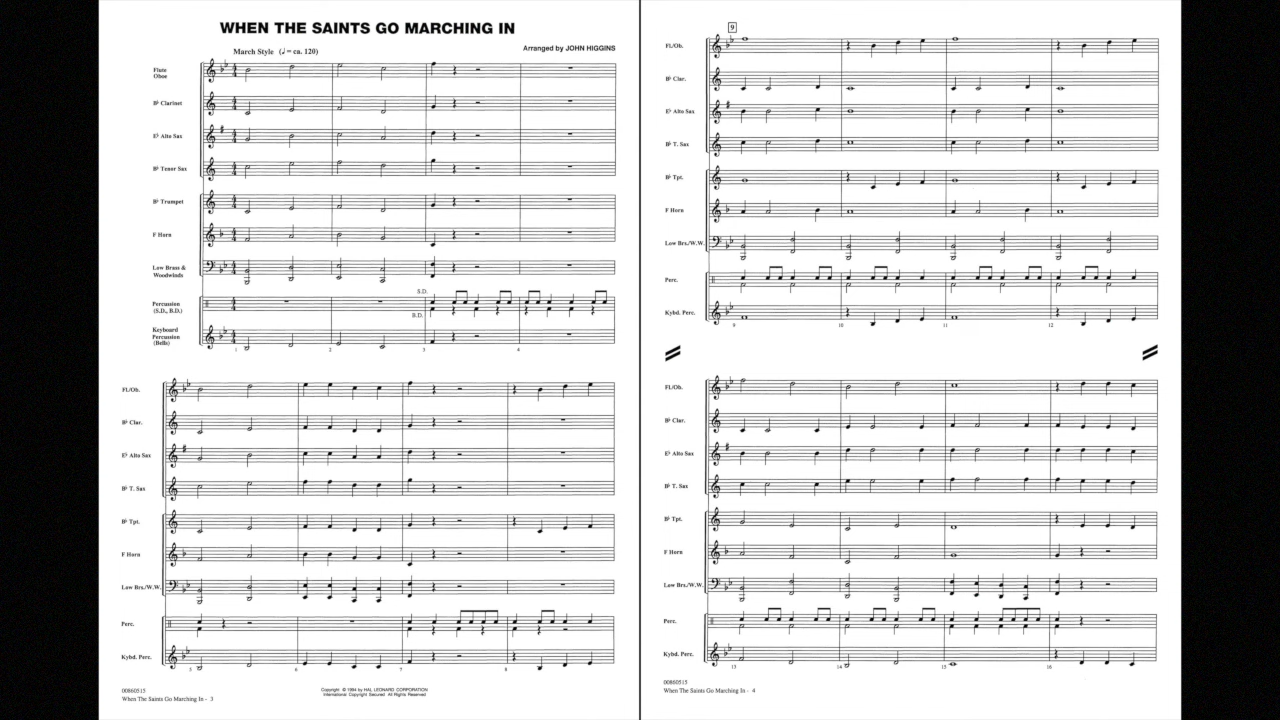 WHEN THE SAINTS GO MARCHING IN
March Style (♩ = ca. 120)
Arranged by JOHN HIGGINS
Flute
Oboe
B♭ Clarinet
E♭ Alto Sax
B♭ Tenor Sax
B♭ Trumpet
F Horn
Low Brass &
Woodwinds
S.D.
Percussion
(S.D., B.D.)
B.D.
Keyboard
Percussion
(Bells)
1 2 3 4
Fl./Ob.
B♭ Clar.
E♭ Alto Sax
B♭ T. Sax
B♭ Tpt.
F Horn
Low Brs./W.W.
Perc.
Kybd. Perc.
5 6 7 8
00860515
When The Saints Go Marching In - 3
Copyright © 1994 by HAL LEONARD CORPORATION
International Copyright Secured All Rights Reserved
9
Fl./Ob.
B♭ Clar.
E♭ Alto Sax
B♭ T. Sax
B♭ Tpt.
F Horn
Low Brs./W.W.
Perc.
Kybd. Perc.
9 10 11 12
Fl./Ob.
B♭ Clar.
E♭ Alto Sax
B♭ T. Sax
B♭ Tpt.
F Horn
Low Brs./W.W.
Perc.
Kybd. Perc.
13 14 15 16
00860515
When The Saints Go Marching In - 4